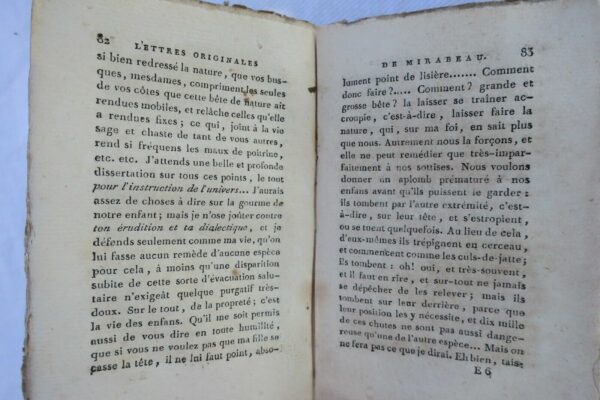 82 LETTRES ORIGINALES
si bien redressé la nature, que vos bus-
ques, mesdames, compriment les seules
de vos côtes que cette bête de nature ait
rendues mobiles, et relâche celles qu'elle
a rendues fixes; ce qui, joint à la vie
sage et chaste de tant de vous autres,
rend si fréquens les maux de poitrine,
etc. etc. J'attends une belle et profonde
dissertation sur tous ces points, le tout
pour l'instruction de l'univers... J'aurais
assez de choses à dire sur la gourme de
notre enfant; mais je n'ose joûter contre
ton érudition et ta dialectique, et je
défends seulement comme ma vie, qu'on
lui fasse aucun remède d'aucune espèce
pour cela, à moins qu'une disparition
subite de cette sorte d'évacuation salu-
taire n'exigeât quelque purgatif très-
doux. Sur le tout, de la propreté; c'est
la vie des enfans. Qu'il me soit permis
aussi de vous dire en toute humilité,
que si vous ne voulez pas que ma fille se
casse la tête, il ne lui faut point, abso-
DE MIRABEAU. 83
lument point de lisière....... Comment
donc faire?..... Comment? grande et
grosse bête? la laisser se traîner ac-
croupie, c'est-à-dire, laisser faire la
nature, qui, sur ma foi, en sait plus
que nous. Autrement nous la forçons, et
elle ne peut remédier que très-impar-
faitement à nos sottises. Nous voulons
donner un aplomb prématuré à nos
enfans avant qu'ils puissent le garder:
ils tombent par l'autre extrémité, c'est-
à-dire, sur leur tête, et s'estropient,
ou se tuent quelquefois. Au lieu de cela,
d'eux-mêmes ils trépignent en cerceau,
et commencent comme les culs-de-jatte;
ils tombent: oh! oui, et très-souvent,
et il faut en rire, et sur-tout ne jamais
se dépêcher de les relever; mais ils
tombent sur leur derrière, parce que
leur position les y nécessite, et dix mille
de ces chutes ne sont pas aussi dange-
reuse qu'une de l'autre espèce... Mais on
ne fera pas ce que je dirai. Eh bien, tais-
E 6